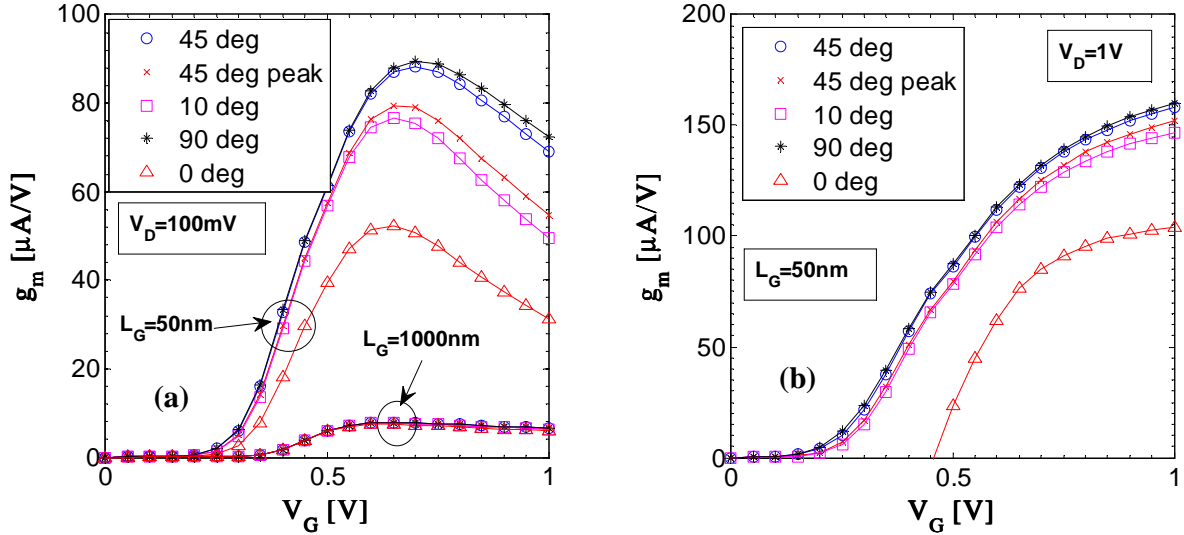 100
45 deg
45 deg peak
10 deg
90 deg
0 deg
80
60
40
20
0
V_D=100mV
L_G=50nm
L_G=1000nm
(a)
g_m [µA/V]
0
0.5
1
V_G [V]
200
150
100
50
0
45 deg
45 deg peak
10 deg
90 deg
0 deg
V_D=1V
L_G=50nm
(b)
g_m [µA/V]
0
0.5
1
V_G [V]